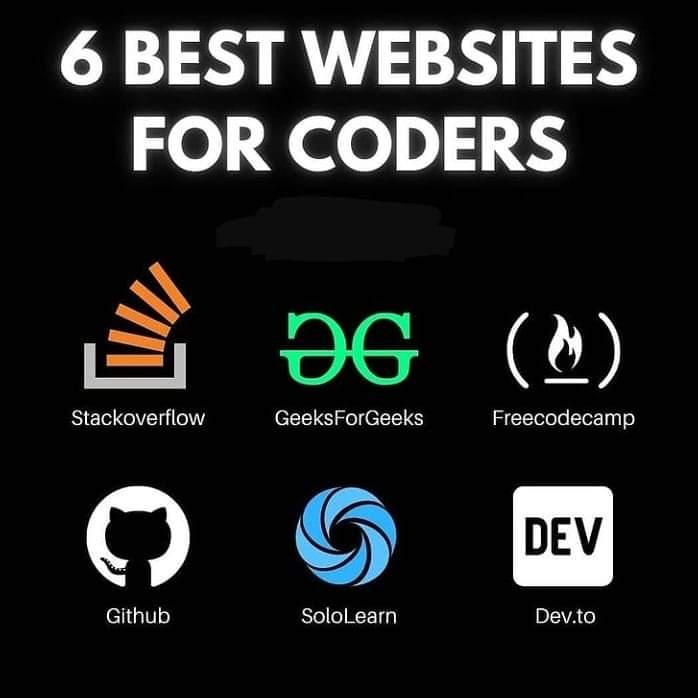 6 BEST WEBSITES
FOR CODERS
Stackoverflow
GeeksForGeeks
Freecodecamp
Github
SoloLearn
DEV
Dev.to